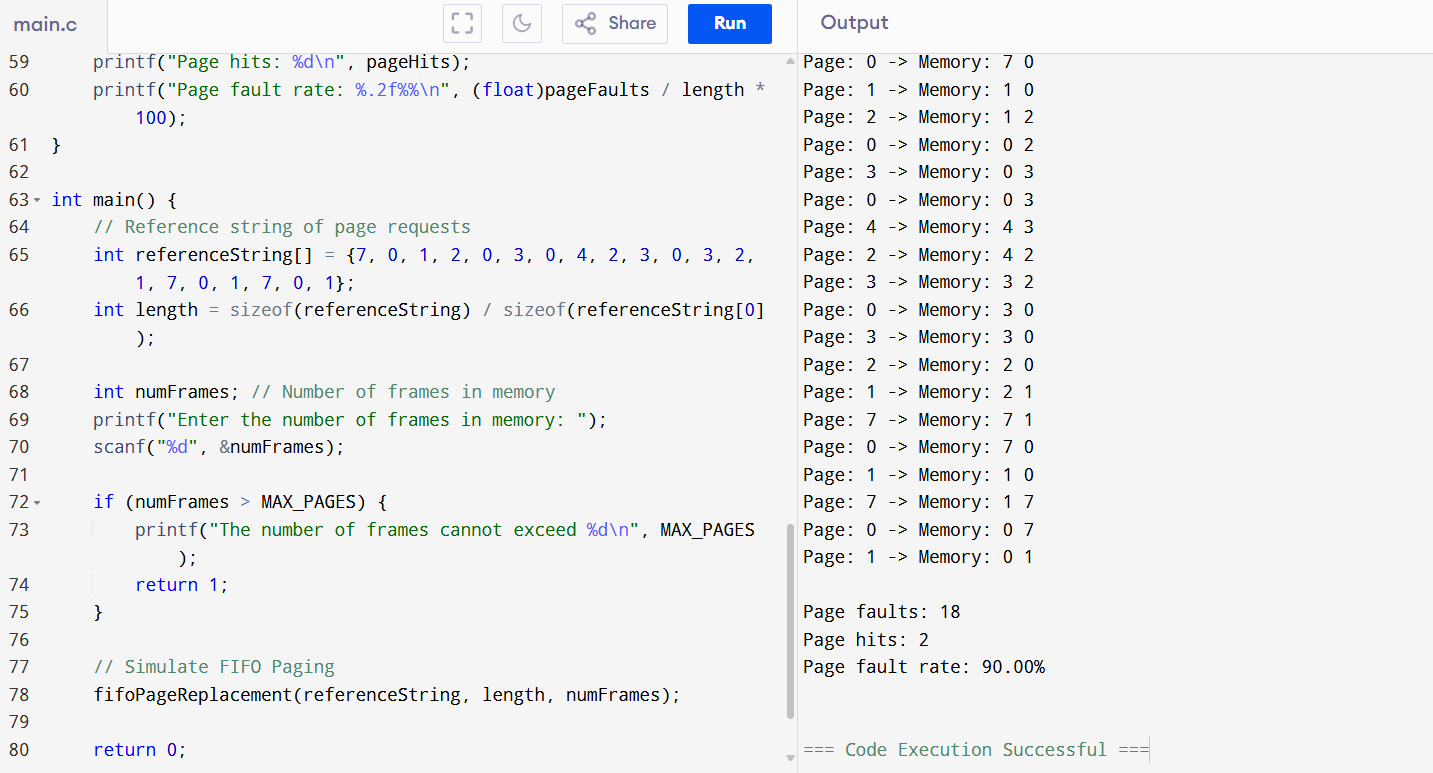 main.c
Share
Run
Output
59 printf("Page hits: %d\n", pageHits);
60 printf("Page fault rate: %.2f%%\n", (float)pageFaults / length *
100);
61 }
62
63 int main() {
64 // Reference string of page requests
65 int referenceString[] = {7, 0, 1, 2, 0, 3, 0, 4, 2, 3, 0, 3, 2,
1, 7, 0, 1, 7, 0, 1};
66 int length = sizeof(referenceString) / sizeof(referenceString[0]
);
67
68 int numFrames; // Number of frames in memory
69 printf("Enter the number of frames in memory: ");
70 scanf("%d", &numFrames);
71
72 if (numFrames > MAX_PAGES) {
73 printf("The number of frames cannot exceed %d\n", MAX_PAGES
);
74 return 1;
75 }
76
77 // Simulate FIFO Paging
78 fifoPageReplacement(referenceString, length, numFrames);
79
80 return 0;
Page: 0 -> Memory: 7 0
Page: 1 -> Memory: 1 0
Page: 2 -> Memory: 1 2
Page: 0 -> Memory: 0 2
Page: 3 -> Memory: 0 3
Page: 0 -> Memory: 0 3
Page: 4 -> Memory: 4 3
Page: 2 -> Memory: 4 2
Page: 3 -> Memory: 3 2
Page: 0 -> Memory: 3 0
Page: 3 -> Memory: 3 0
Page: 2 -> Memory: 2 0
Page: 1 -> Memory: 2 1
Page: 7 -> Memory: 7 1
Page: 0 -> Memory: 7 0
Page: 1 -> Memory: 1 0
Page: 7 -> Memory: 1 7
Page: 0 -> Memory: 0 7
Page: 1 -> Memory: 0 1
Page faults: 18
Page hits: 2
Page fault rate: 90.00%
=== Code Execution Successful ===